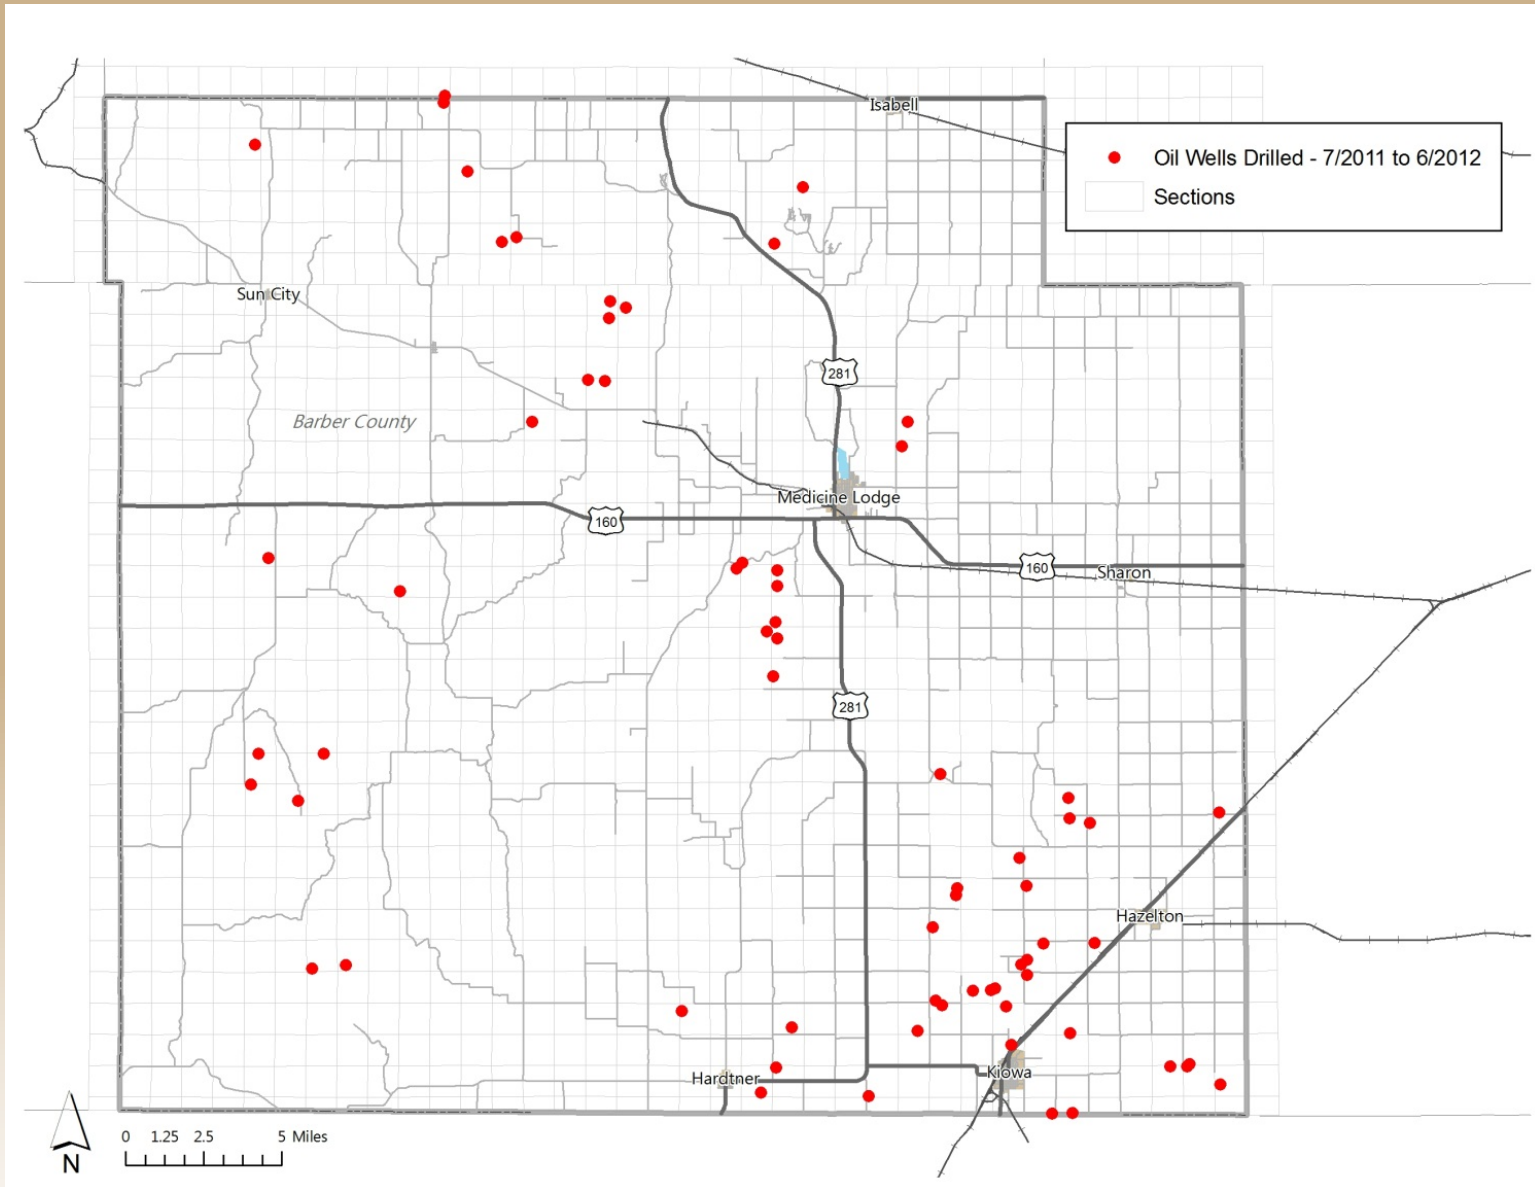 Isabell
Oil Wells Drilled - 7/2011 to 6/2012
Sections
Sun City
281
Barber County
Medicine Lodge
160
160
Sharon
281
Hazelton
Hardtner
Kiowa
0 1.25 2.5 5 Miles
N